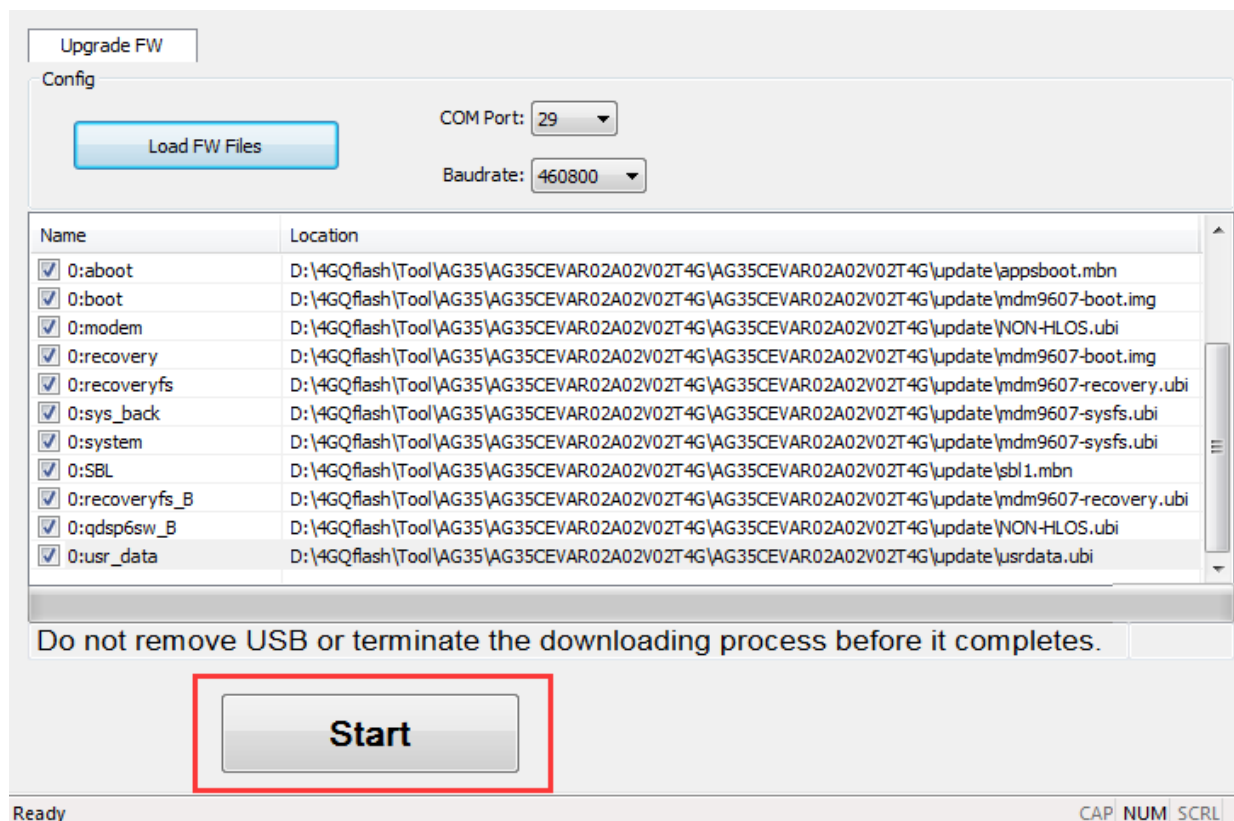 Upgrade FW
Config
COM Port: 29
Load FW Files
Baudrate: 460800
Name Location
0:aboot D:\4GQflash\Tool\AG35\AG35CEVAR02A02V02T4G\AG35CEVAR02A02V02T4G\update\appsboot.mbn
0:boot D:\4GQflash\Tool\AG35\AG35CEVAR02A02V02T4G\AG35CEVAR02A02V02T4G\update\mdm9607-boot.img
0:modem D:\4GQflash\Tool\AG35\AG35CEVAR02A02V02T4G\AG35CEVAR02A02V02T4G\update\NON-HLOS.ubi
0:recovery D:\4GQflash\Tool\AG35\AG35CEVAR02A02V02T4G\AG35CEVAR02A02V02T4G\update\mdm9607-boot.img
0:recoveryfs D:\4GQflash\Tool\AG35\AG35CEVAR02A02V02T4G\AG35CEVAR02A02V02T4G\update\mdm9607-recovery.ubi
0:sys_back D:\4GQflash\Tool\AG35\AG35CEVAR02A02V02T4G\AG35CEVAR02A02V02T4G\update\mdm9607-sysfs.ubi
0:system D:\4GQflash\Tool\AG35\AG35CEVAR02A02V02T4G\AG35CEVAR02A02V02T4G\update\mdm9607-sysfs.ubi
0:SBL D:\4GQflash\Tool\AG35\AG35CEVAR02A02V02T4G\AG35CEVAR02A02V02T4G\update\sbl1.mbn
0:recoveryfs_B D:\4GQflash\Tool\AG35\AG35CEVAR02A02V02T4G\AG35CEVAR02A02V02T4G\update\mdm9607-recovery.ubi
0:qdsp6sw_B D:\4GQflash\Tool\AG35\AG35CEVAR02A02V02T4G\AG35CEVAR02A02V02T4G\update\NON-HLOS.ubi
0:usr_data D:\4GQflash\Tool\AG35\AG35CEVAR02A02V02T4G\AG35CEVAR02A02V02T4G\update\usrdata.ubi
Do not remove USB or terminate the downloading process before it completes.
Start
Ready CAP NUM SCRL